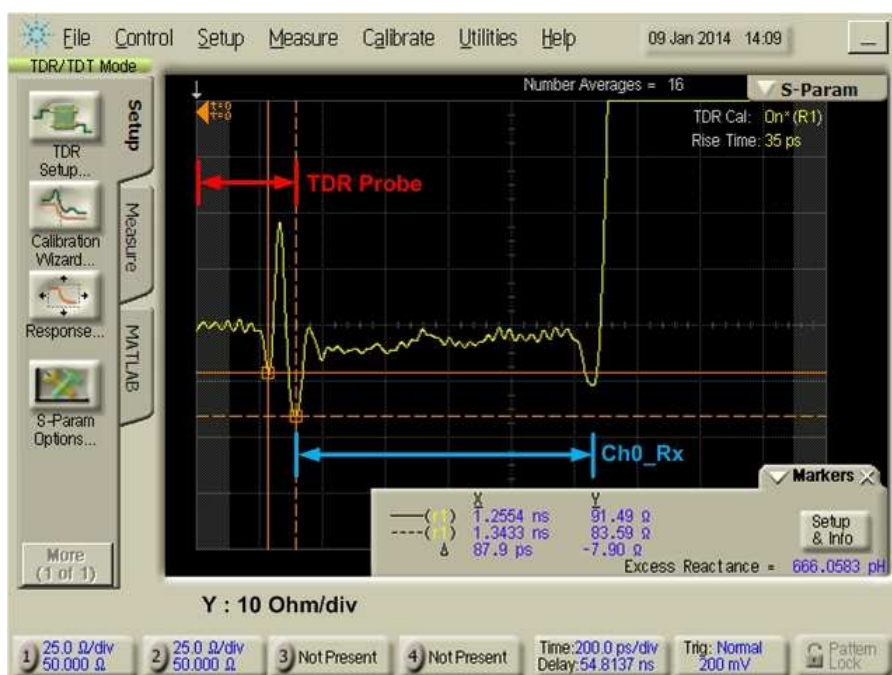 File Control Setup Measure Calibrate Utilities Help 09 Jan 2014 14:09
TDR/TDT Mode
Number Averages = 16
S-Param
Setup
Measure
MATLAB
TDR
Setup...
Calibration
Wizard...
Response...
S-Param
Options...
More
(1 of 1)
t=0
t=0
TDR Cal: On* (R1)
Rise Time: 35 ps
TDR Probe
Ch0_Rx
Markers
X Y
(r1) 1.2554 ns 91.49 Ω
(r1) 1.3433 ns 83.59 Ω
Δ 87.9 ps -7.90 Ω
Excess Reactance = 666.0583 pH
Setup
& Info
Y : 10 Ohm/div
1) 25.0 Ω/div
50.000 Ω
2) 25.0 Ω/div
50.000 Ω
3) Not Present
4) Not Present
Time:200.0 ps/div
Delay:54.8137 ns
Trig: Normal
200 mV
Pattern
Lock